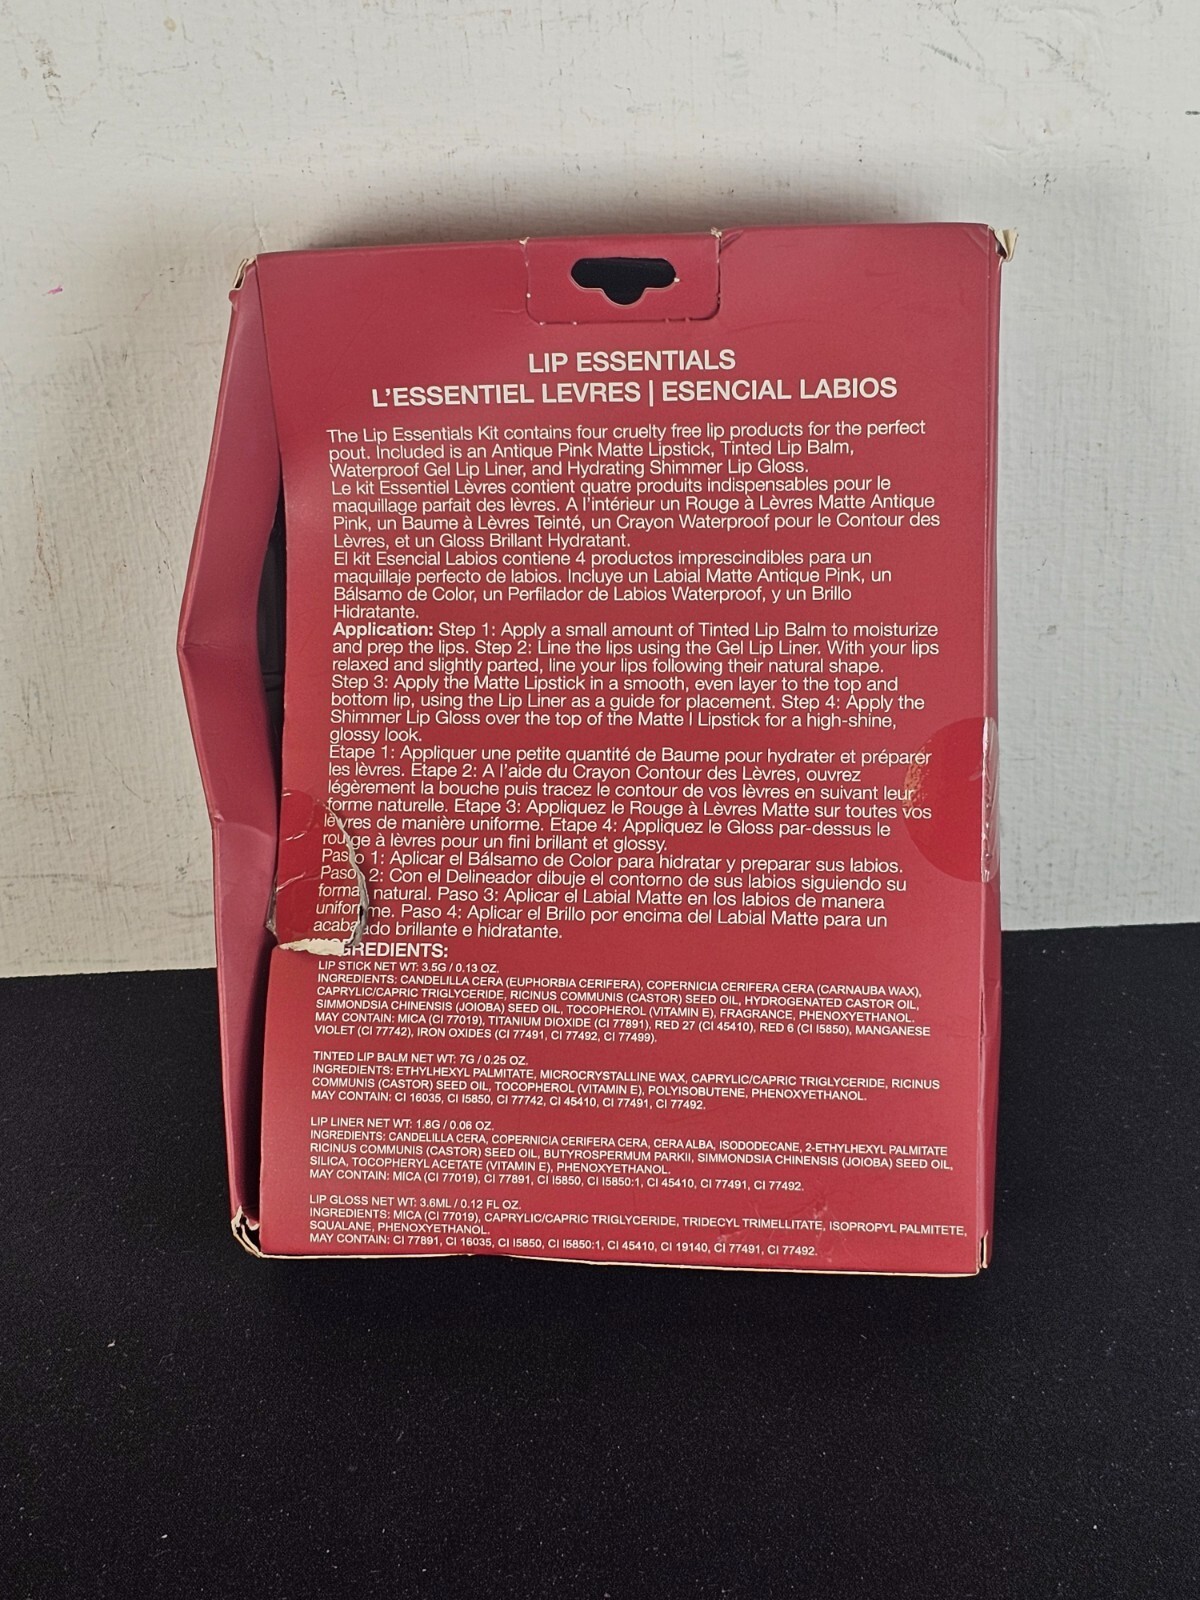 LIP ESSENTIALS
L'ESSENTIEL LEVRES | ESENCIAL LABIOS
The Lip Essentials Kit contains four cruelty free lip products for the perfect
pout. Included is an Antique Pink Matte Lipstick, Tinted Lip Balm,
Waterproof Gel Lip Liner, and Hydrating Shimmer Lip Gloss.
Le kit Essentiel Lèvres contient quatre produits indispensables pour le
maquillage parfait des lèvres. A l'intérieur un Rouge à Lèvres Matte Antique
Pink, un Baume à Lèvres Teinté, un Crayon Waterproof pour le Contour des
Lèvres, et un Gloss Brillant Hydratant.
El kit Esencial Labios contiene 4 productos imprescindibles para un
maquillaje perfecto de labios. Incluye un Labial Matte Antique Pink, un
Bálsamo de Color, un Perfilador de Labios Waterproof, y un Brillo
Hidratante.
Application: Step 1: Apply a small amount of Tinted Lip Balm to moisturize
and prep the lips. Step 2: Line the lips using the Gel Lip Liner. With your lips
relaxed and slightly parted, line your lips following their natural shape.
Step 3: Apply the Matte Lipstick in a smooth, even layer to the top and
bottom lip, using the Lip Liner as a guide for placement. Step 4: Apply the
Shimmer Lip Gloss over the top of the Matte l Lipstick for a high-shine,
glossy look.
Etape 1: Appliquer une petite quantité de Baume pour hydrater et préparer
les lèvres. Etape 2: A l'aide du Crayon Contour des Lèvres, ouvrez
légèrement la bouche puis tracez le contour de vos lèvres en suivant leur
forme naturelle. Etape 3: Appliquez le Rouge à Lèvres Matte sur toutes vos
lèvres de manière uniforme. Etape 4: Appliquez le Gloss par-dessus le
rouge à lèvres pour un fini brillant et glossy.
Paso 1: Aplicar el Bálsamo de Color para hidratar y preparar sus labios.
Paso 2: Con el Delineador dibuje el contorno de sus labios siguiendo su
forma natural. Paso 3: Aplicar el Labial Matte en los labios de manera
uniforme. Paso 4: Aplicar el Brillo por encima del Labial Matte para un
acabado brillante e hidratante.
INGREDIENTS:
LIP STICK NET WT: 3.5G / 0.13 OZ.
INGREDIENTS: CANDELILLA CERA (EUPHORBIA CERIFERA), COPERNICIA CERIFERA CERA (CARNAUBA WAX),
CAPRYLIC/CAPRIC TRIGLYCERIDE, RICINUS COMMUNIS (CASTOR) SEED OIL, HYDROGENATED CASTOR OIL,
SIMMONDSIA CHINENSIS (JOIOBA) SEED OIL, TOCOPHEROL (VITAMIN E), FRAGRANCE, PHENOXYETHANOL.
MAY CONTAIN: MICA (CI 77019), TITANIUM DIOXIDE (CI 77891), RED 27 (CI 45410), RED 6 (CI I5850), MANGANESE
VIOLET (CI 77742), IRON OXIDES (CI 77491, CI 77492, CI 77499).
TINTED LIP BALM NET WT: 7G / 0.25 OZ.
INGREDIENTS: ETHYLHEXYL PALMITATE, MICROCRYSTALLINE WAX, CAPRYLIC/CAPRIC TRIGLYCERIDE, RICINUS
COMMUNIS (CASTOR) SEED OIL, TOCOPHEROL (VITAMIN E), POLYISOBUTENE, PHENOXYETHANOL.
MAY CONTAIN: CI 16035, CI I5850, CI 77742, CI 45410, CI 77491, CI 77492.
LIP LINER NET WT: 1.8G / 0.06 OZ.
INGREDIENTS: CANDELILLA CERA, COPERNICIA CERIFERA CERA, CERA ALBA, ISODODECANE, 2-ETHYLHEXYL PALMITATE
RICINUS COMMUNIS (CASTOR) SEED OIL, BUTYROSPERMUM PARKII, SIMMONDSIA CHINENSIS (JOIOBA) SEED OIL,
SILICA, TOCOPHERYL ACETATE (VITAMIN E), PHENOXYETHANOL.
MAY CONTAIN: MICA (CI 77019), CI 77891, CI I5850, CI I5850:1, CI 45410, CI 77491, CI 77492.
LIP GLOSS NET WT: 3.6ML / 0.12 FL OZ.
INGREDIENTS: MICA (CI 77019), CAPRYLIC/CAPRIC TRIGLYCERIDE, TRIDECYL TRIMELLITATE, ISOPROPYL PALMITETE,
SQUALANE, PHENOXYETHANOL.
MAY CONTAIN: CI 77891, CI 16035, CI I5850, CI I5850:1, CI 45410, CI 19140, CI 77491, CI 77492.